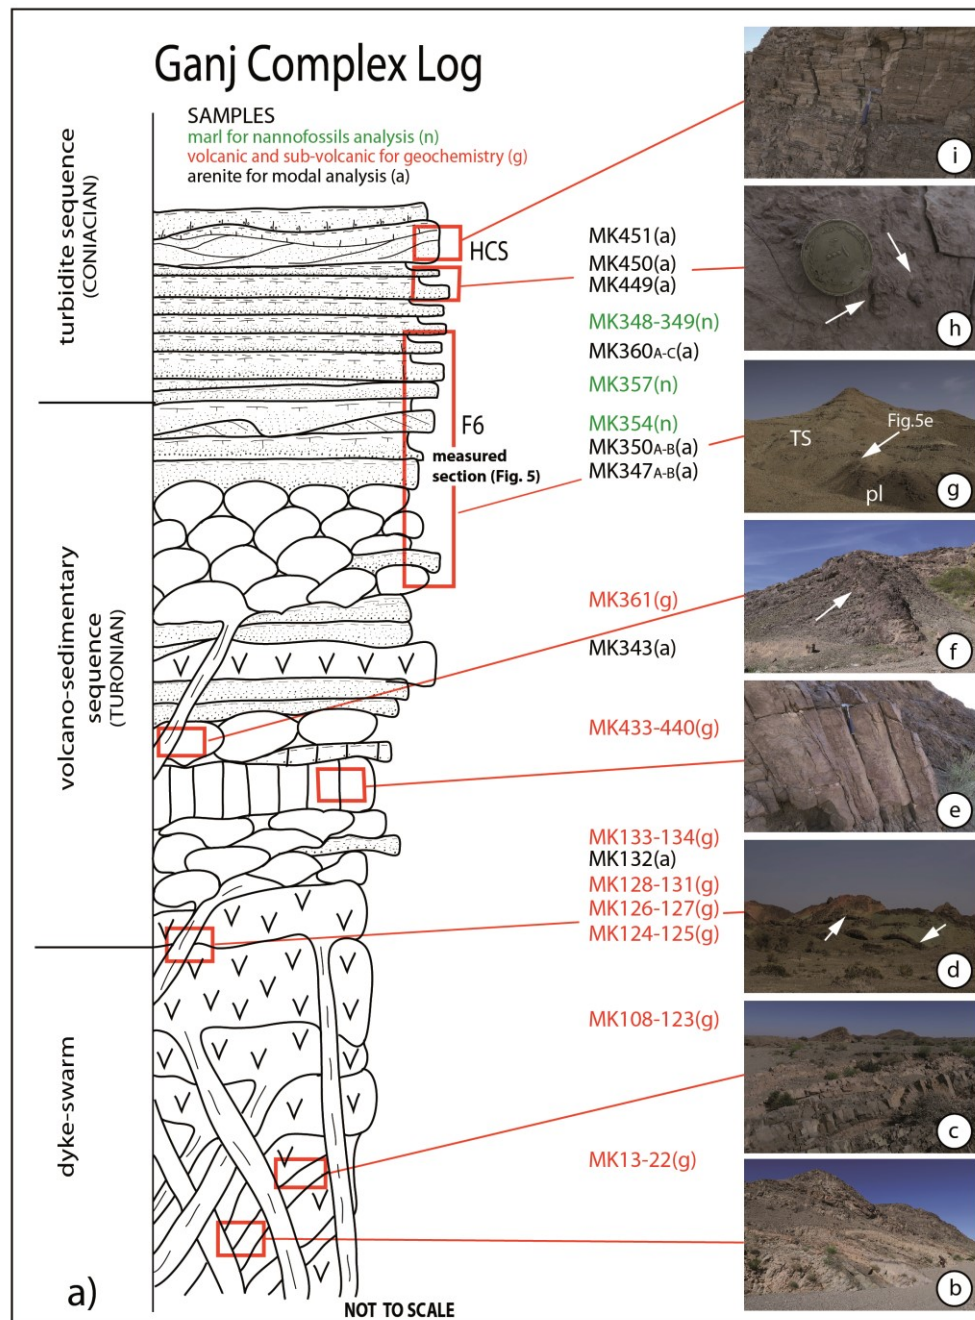 Ganj Complex Log
SAMPLES
marl for nannofossils analysis (n)
volcanic and sub-volcanic for geochemistry (g)
arenite for modal analysis (a)
turbidite sequence
(CONIACIAN)
volcano-sedimentary
sequence
(TURONIAN)
dyke-swarm
HCS
F6
measured
section (Fig. 5)
MK451(a)
MK450(a)
MK449(a)
MK348-349(n)
MK360A-C(a)
MK357(n)
MK354(n)
MK350A-B(a)
MK347A-B(a)
MK361(g)
MK343(a)
MK433-440(g)
MK133-134(g)
MK132(a)
MK128-131(g)
MK126-127(g)
MK124-125(g)
MK108-123(g)
MK13-22(g)
i
h
Fig.5e
TS
pl
g
f
e
d
c
b
a)
NOT TO SCALE